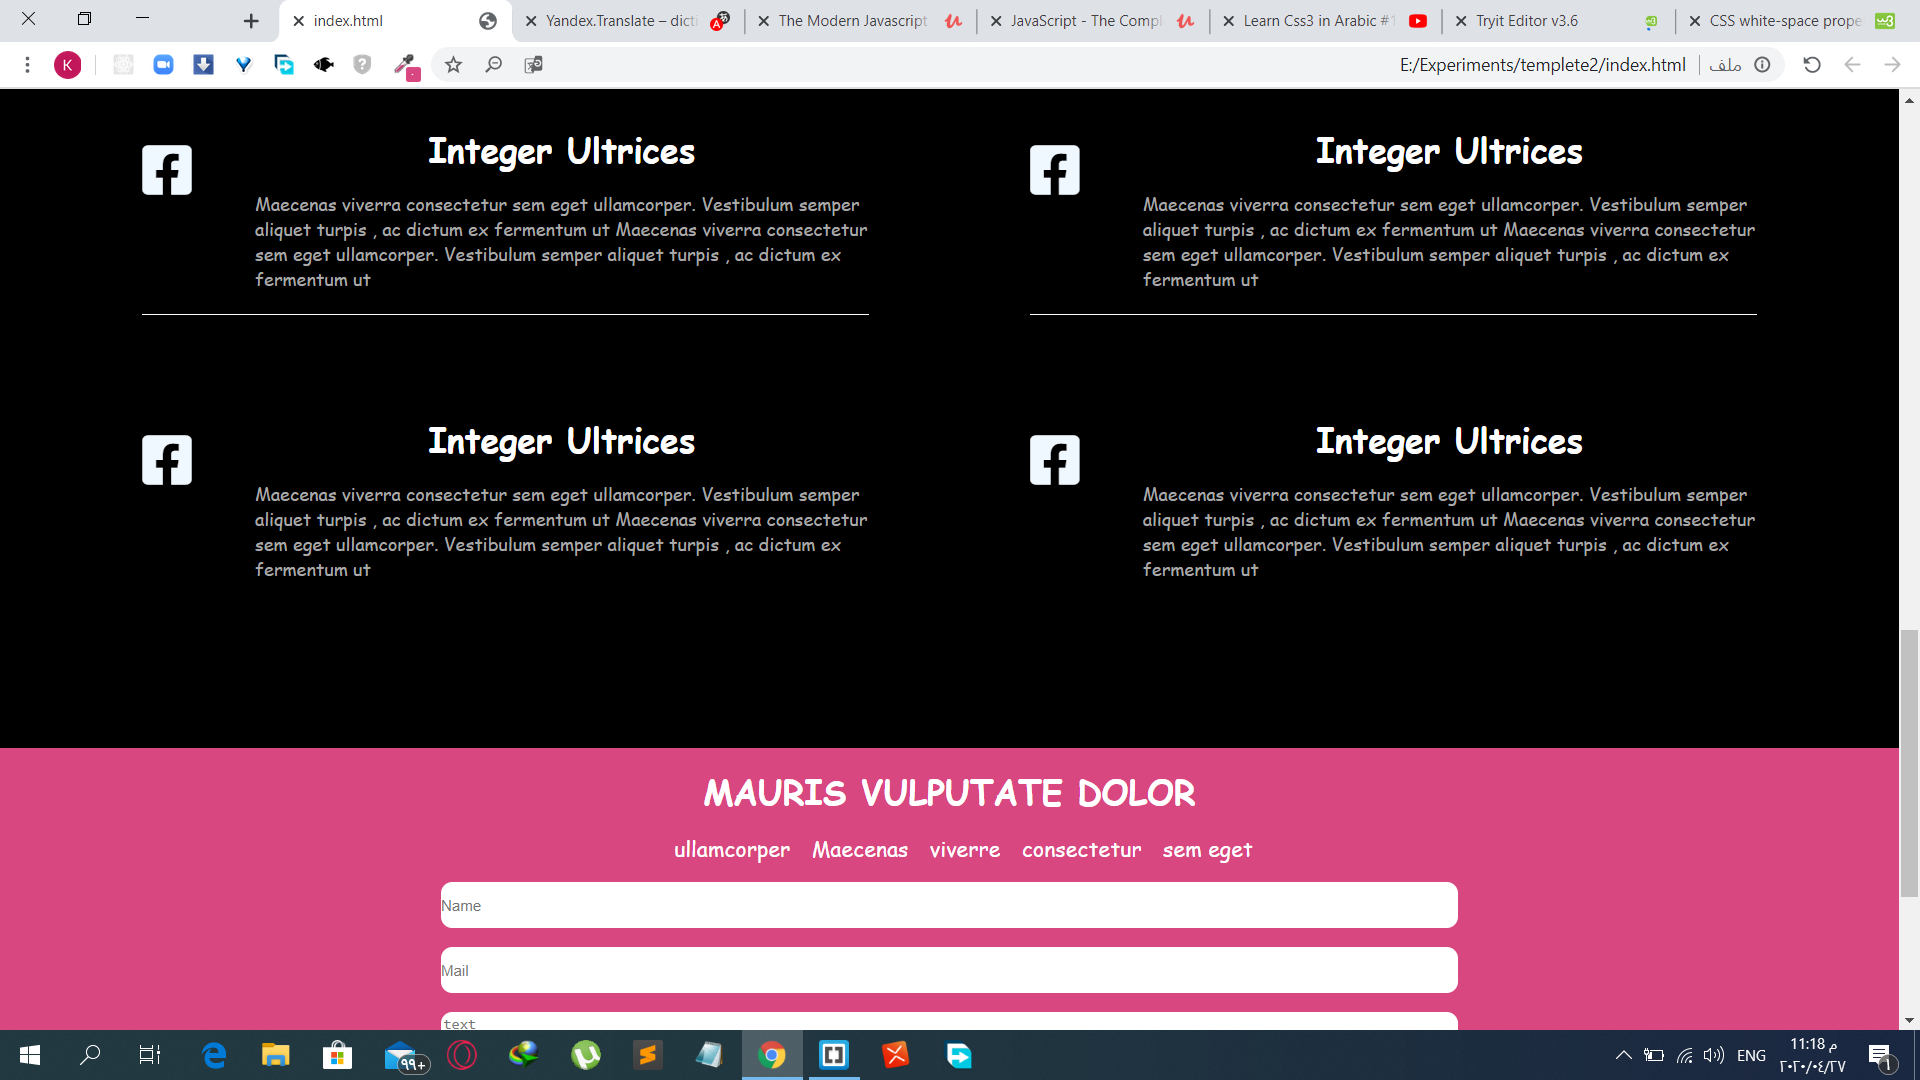 index.html
Yandex.Translate – dicti
The Modern Javascript
JavaScript - The Compl
Learn Css3 in Arabic #1
Tryit Editor v3.6
CSS white-space prope
K
E:/Experiments/templete2/index.html
ملف
Integer Ultrices
Maecenas viverra consectetur sem eget ullamcorper. Vestibulum semper
aliquet turpis , ac dictum ex fermentum ut Maecenas viverra consectetur
sem eget ullamcorper. Vestibulum semper aliquet turpis , ac dictum ex
fermentum ut
Integer Ultrices
Maecenas viverra consectetur sem eget ullamcorper. Vestibulum semper
aliquet turpis , ac dictum ex fermentum ut Maecenas viverra consectetur
sem eget ullamcorper. Vestibulum semper aliquet turpis , ac dictum ex
fermentum ut
Integer Ultrices
Maecenas viverra consectetur sem eget ullamcorper. Vestibulum semper
aliquet turpis , ac dictum ex fermentum ut Maecenas viverra consectetur
sem eget ullamcorper. Vestibulum semper aliquet turpis , ac dictum ex
fermentum ut
Integer Ultrices
Maecenas viverra consectetur sem eget ullamcorper. Vestibulum semper
aliquet turpis , ac dictum ex fermentum ut Maecenas viverra consectetur
sem eget ullamcorper. Vestibulum semper aliquet turpis , ac dictum ex
fermentum ut
MAURIS VULPUTATE DOLOR
ullamcorper Maecenas viverre consectetur sem eget
Name
Mail
text
٩٩+
ENG
11:18 م
٢٠٢٠/٠٤/٢٧
١